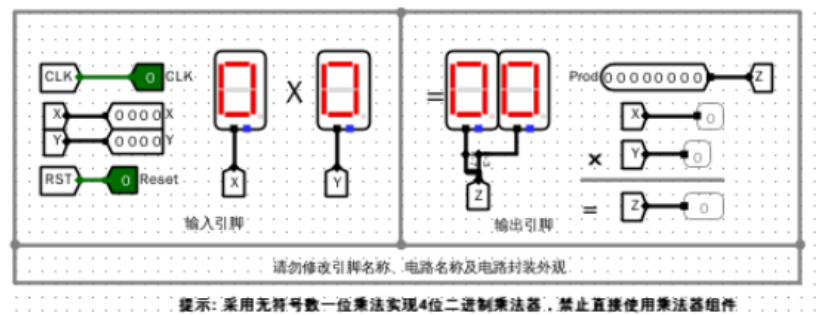 CLK 0 CLK
X 0 0 0 0 X
Y 0 0 0 0 Y
RST 0 Reset
0 X 0 = 0 0
X Y Z
Prod 0 0 0 0 0 0 0 0 Z
X 0
× Y 0
= Z 0
输入引脚 输出引脚
请勿修改引脚名称、电路名称及电路封装外观
提示: 采用无符号数一位乘法实现4位二进制乘法器，禁止直接使用乘法器组件